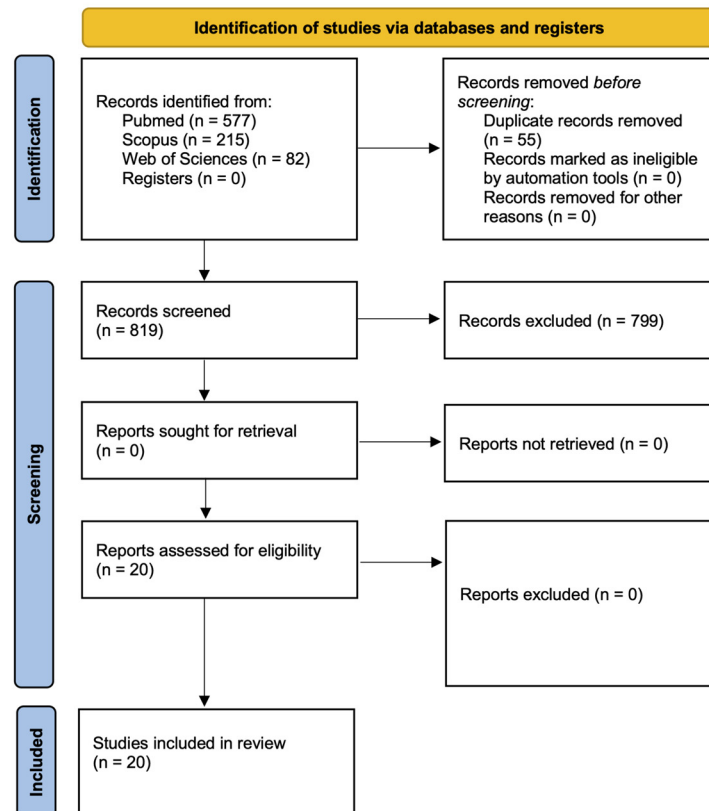 Identification of studies via databases and registers
Identification
Records identified from:
Pubmed (n = 577)
Scopus (n = 215)
Web of Sciences (n = 82)
Registers (n = 0)
Records removed before
screening:
Duplicate records removed
(n = 55)
Records marked as ineligible
by automation tools (n = 0)
Records removed for other
reasons (n = 0)
Screening
Records screened
(n = 819)
Records excluded (n = 799)
Reports sought for retrieval
(n = 0)
Reports not retrieved (n = 0)
Reports assessed for eligibility
(n = 20)
Reports excluded (n = 0)
Included
Studies included in review
(n = 20)